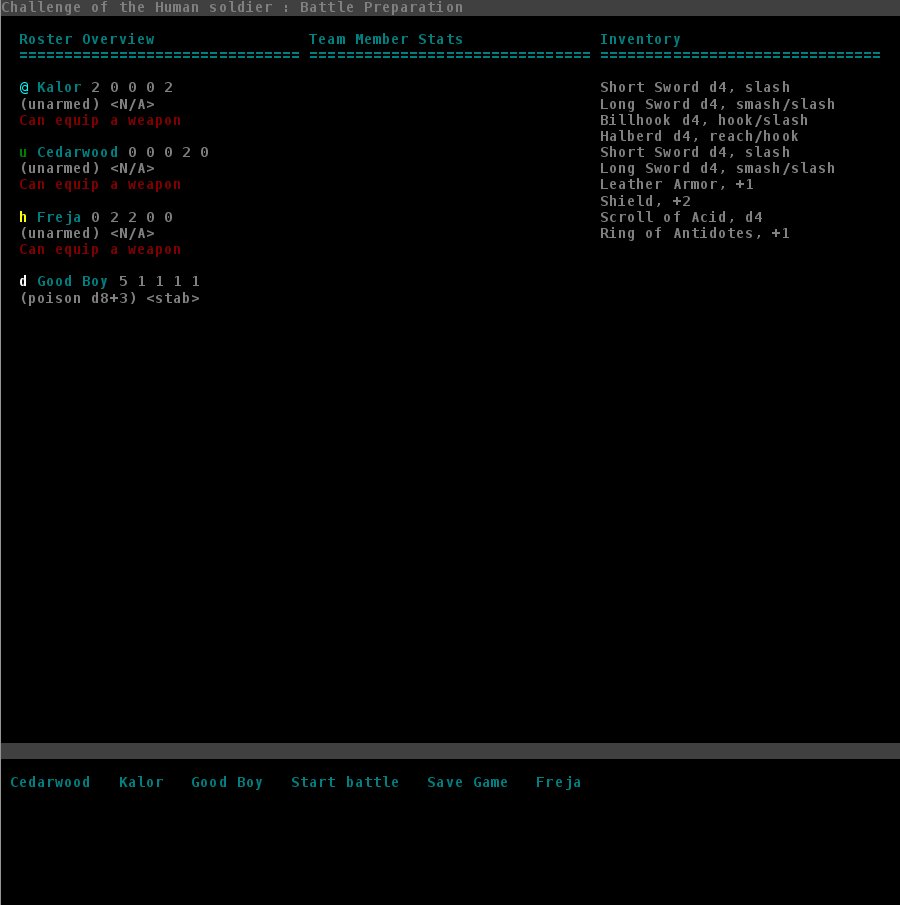 Challenge of the Human soldier : Battle Preparation
Roster Overview
===============================
@ Kalor 2 0 0 0 2
(unarmed) <N/A>
Can equip a weapon
u Cedarwood 0 0 0 2 0
(unarmed) <N/A>
Can equip a weapon
h Freja 0 2 2 0 0
(unarmed) <N/A>
Can equip a weapon
d Good Boy 5 1 1 1 1
(poison d8+3) <stab>
Team Member Stats
===============================
Inventory
===============================
Short Sword d4, slash
Long Sword d4, smash/slash
Billhook d4, hook/slash
Halberd d4, reach/hook
Short Sword d4, slash
Long Sword d4, smash/slash
Leather Armor, +1
Shield, +2
Scroll of Acid, d4
Ring of Antidotes, +1
Cedarwood Kalor Good Boy Start battle Save Game Freja